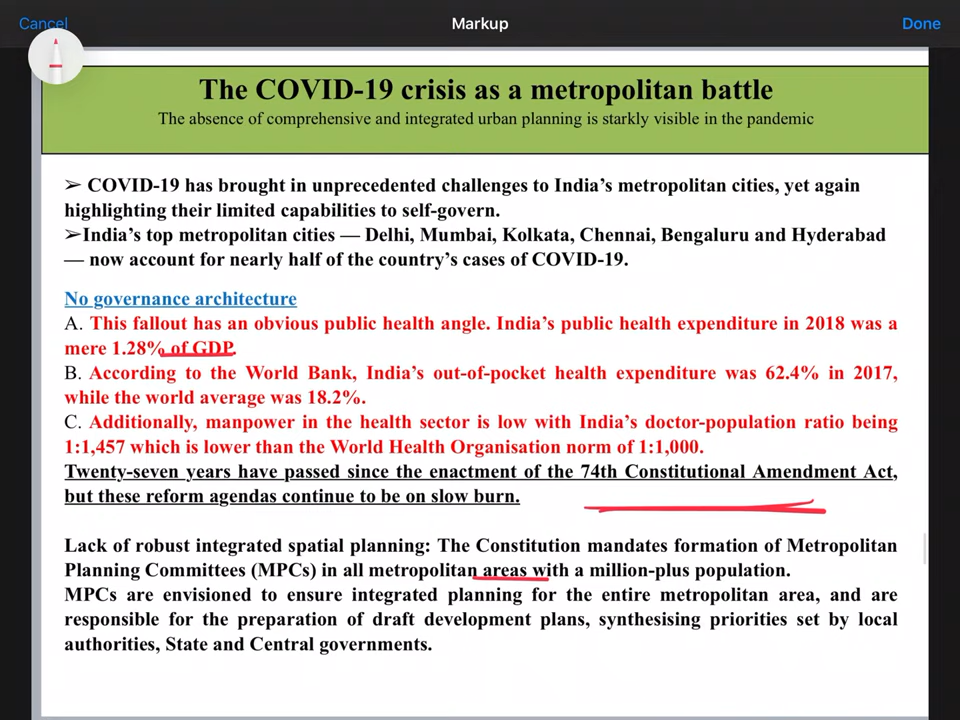 Cancel
Markup
Done
The COVID-19 crisis as a metropolitan battle
The absence of comprehensive and integrated urban planning is starkly visible in the pandemic
➢ COVID-19 has brought in unprecedented challenges to India's metropolitan cities, yet again
highlighting their limited capabilities to self-govern.
➢India's top metropolitan cities — Delhi, Mumbai, Kolkata, Chennai, Bengaluru and Hyderabad
— now account for nearly half of the country's cases of COVID-19.
No governance architecture
A. This fallout has an obvious public health angle. India's public health expenditure in 2018 was a
mere 1.28% of GDP.
B. According to the World Bank, India's out-of-pocket health expenditure was 62.4% in 2017,
while the world average was 18.2%.
C. Additionally, manpower in the health sector is low with India's doctor-population ratio being
1:1,457 which is lower than the World Health Organisation norm of 1:1,000.
Twenty-seven years have passed since the enactment of the 74th Constitutional Amendment Act,
but these reform agendas continue to be on slow burn.
Lack of robust integrated spatial planning: The Constitution mandates formation of Metropolitan
Planning Committees (MPCs) in all metropolitan areas with a million-plus population.
MPCs are envisioned to ensure integrated planning for the entire metropolitan area, and are
responsible for the preparation of draft development plans, synthesising priorities set by local
authorities, State and Central governments.